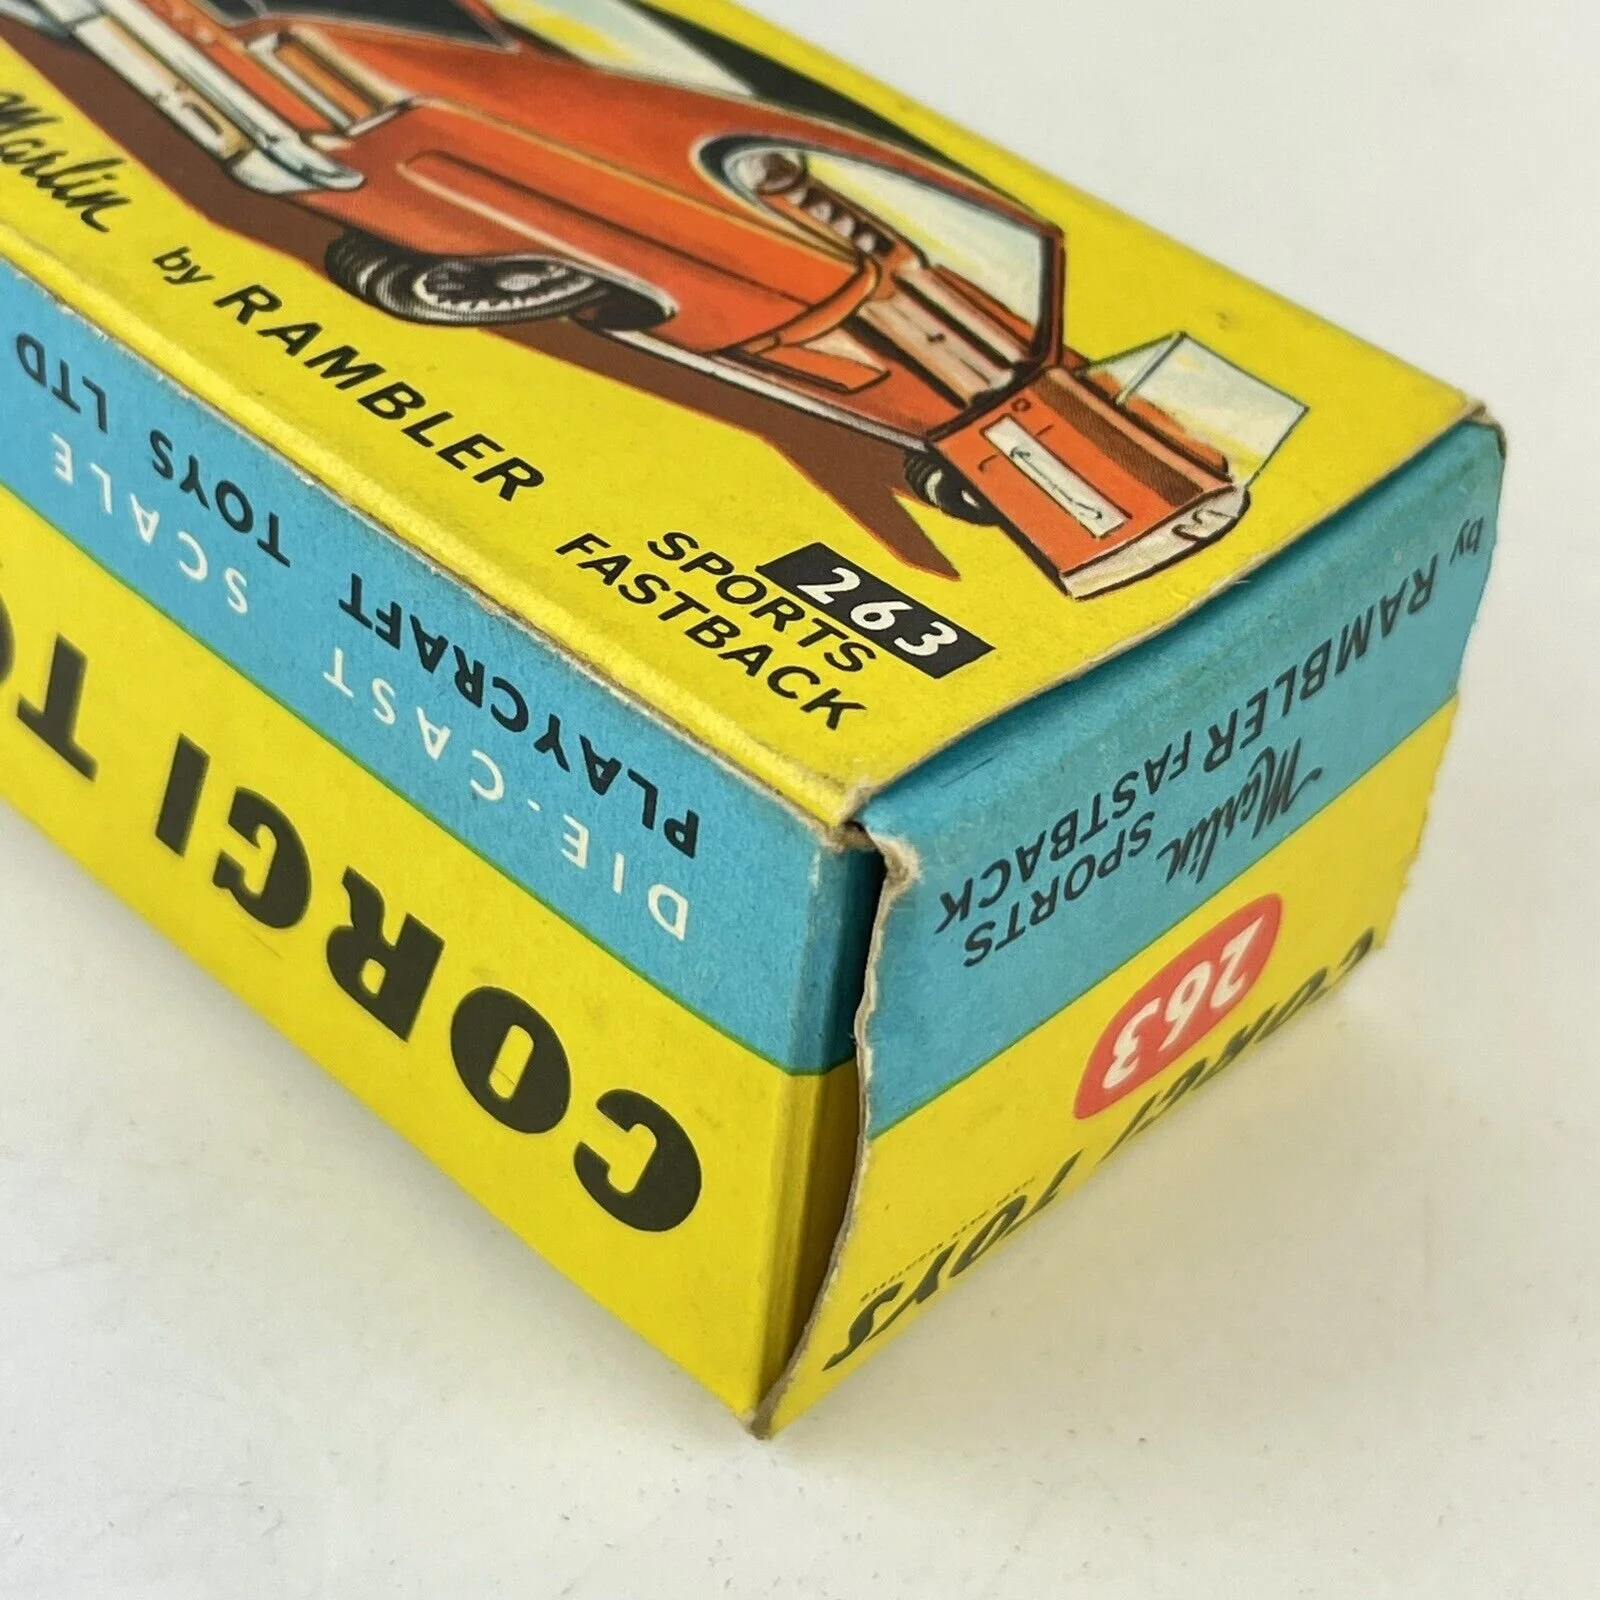 Marlin by RAMBLER
263
SPORTS
FASTBACK
PLAYCRAFT TOYS LTD
DIE-CAST SCALE
CORGI TO
by RAMBLER
Marlin SPORTS FASTBACK
263
CORGI TOYS